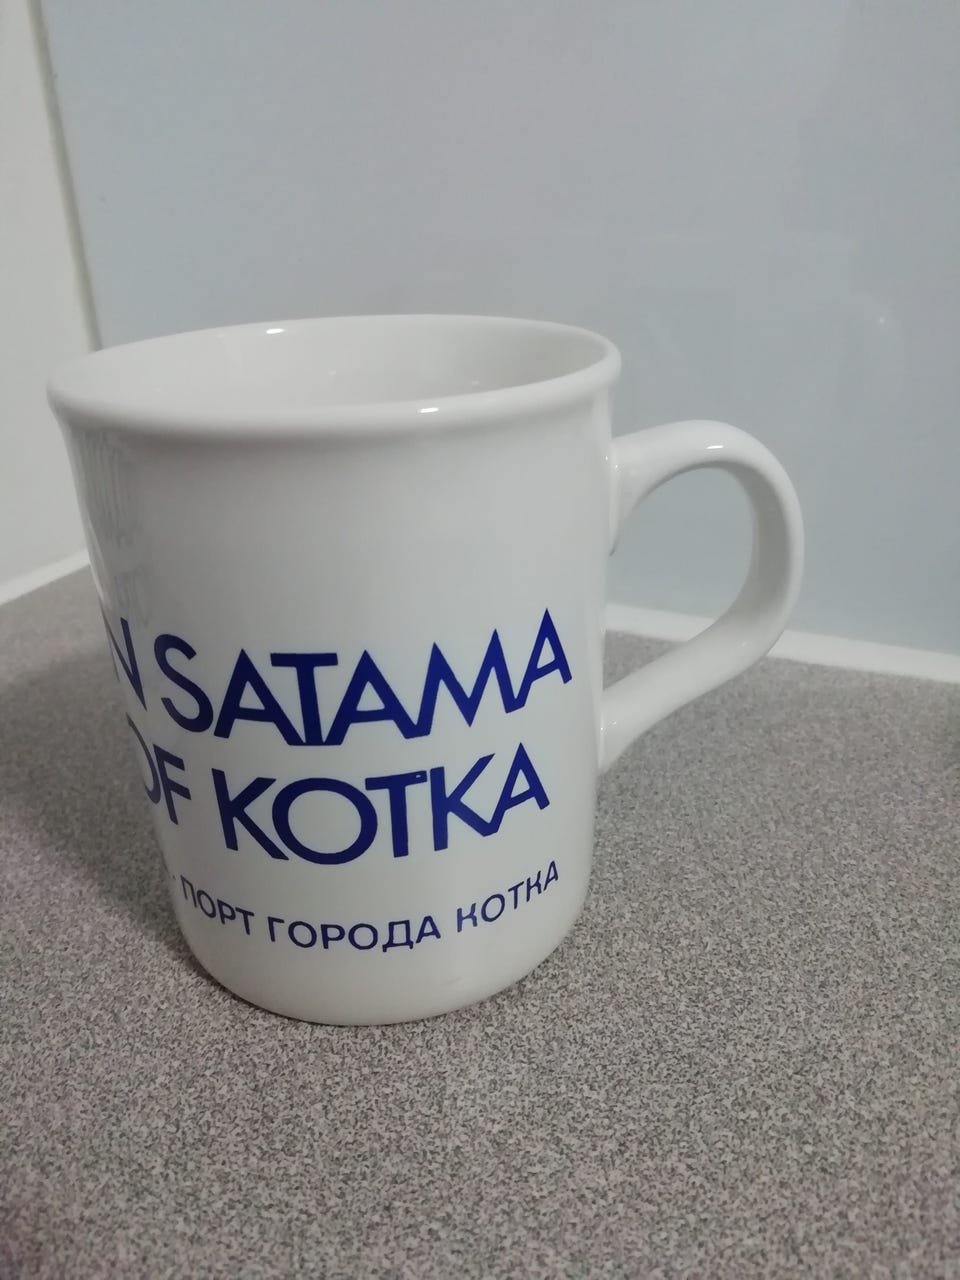 N SATAMA
OF KOTKA
. ПОРТ ГОРОДА КОТКА